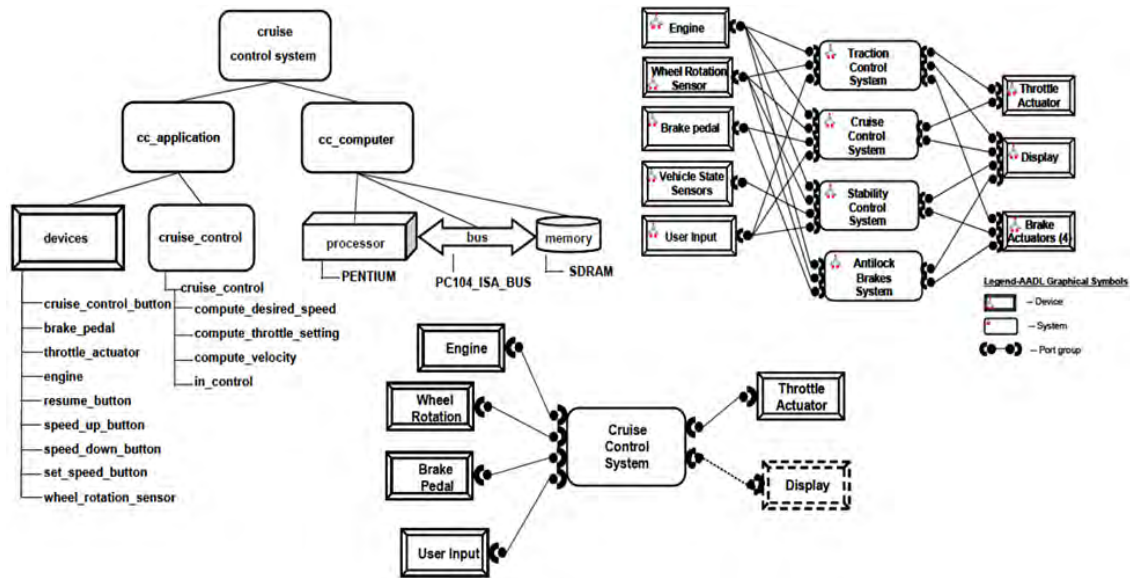 cruise
control system
cc_application
cc_computer
devices
cruise_control
processor
bus
memory
PENTIUM
PC104_ISA_BUS
SDRAM
cruise_control_button
brake_pedal
throttle_actuator
engine
resume_button
speed_up_button
speed_down_button
set_speed_button
wheel_rotation_sensor
cruise_control
compute_desired_speed
compute_throttle_setting
compute_velocity
in_control
Engine
Wheel Rotation
Sensor
Brake pedal
Vehicle State
Sensors
User Input
Traction
Control
System
Cruise
Control
System
Stability
Control
System
Antilock
Brakes
System
Throttle
Actuator
Display
Brake
Actuators (4)
Legend-AADL Graphical Symbols
– Device
– System
– Port group
Engine
Wheel
Rotation
Brake
Pedal
User Input
Cruise
Control
System
Throttle
Actuator
Display